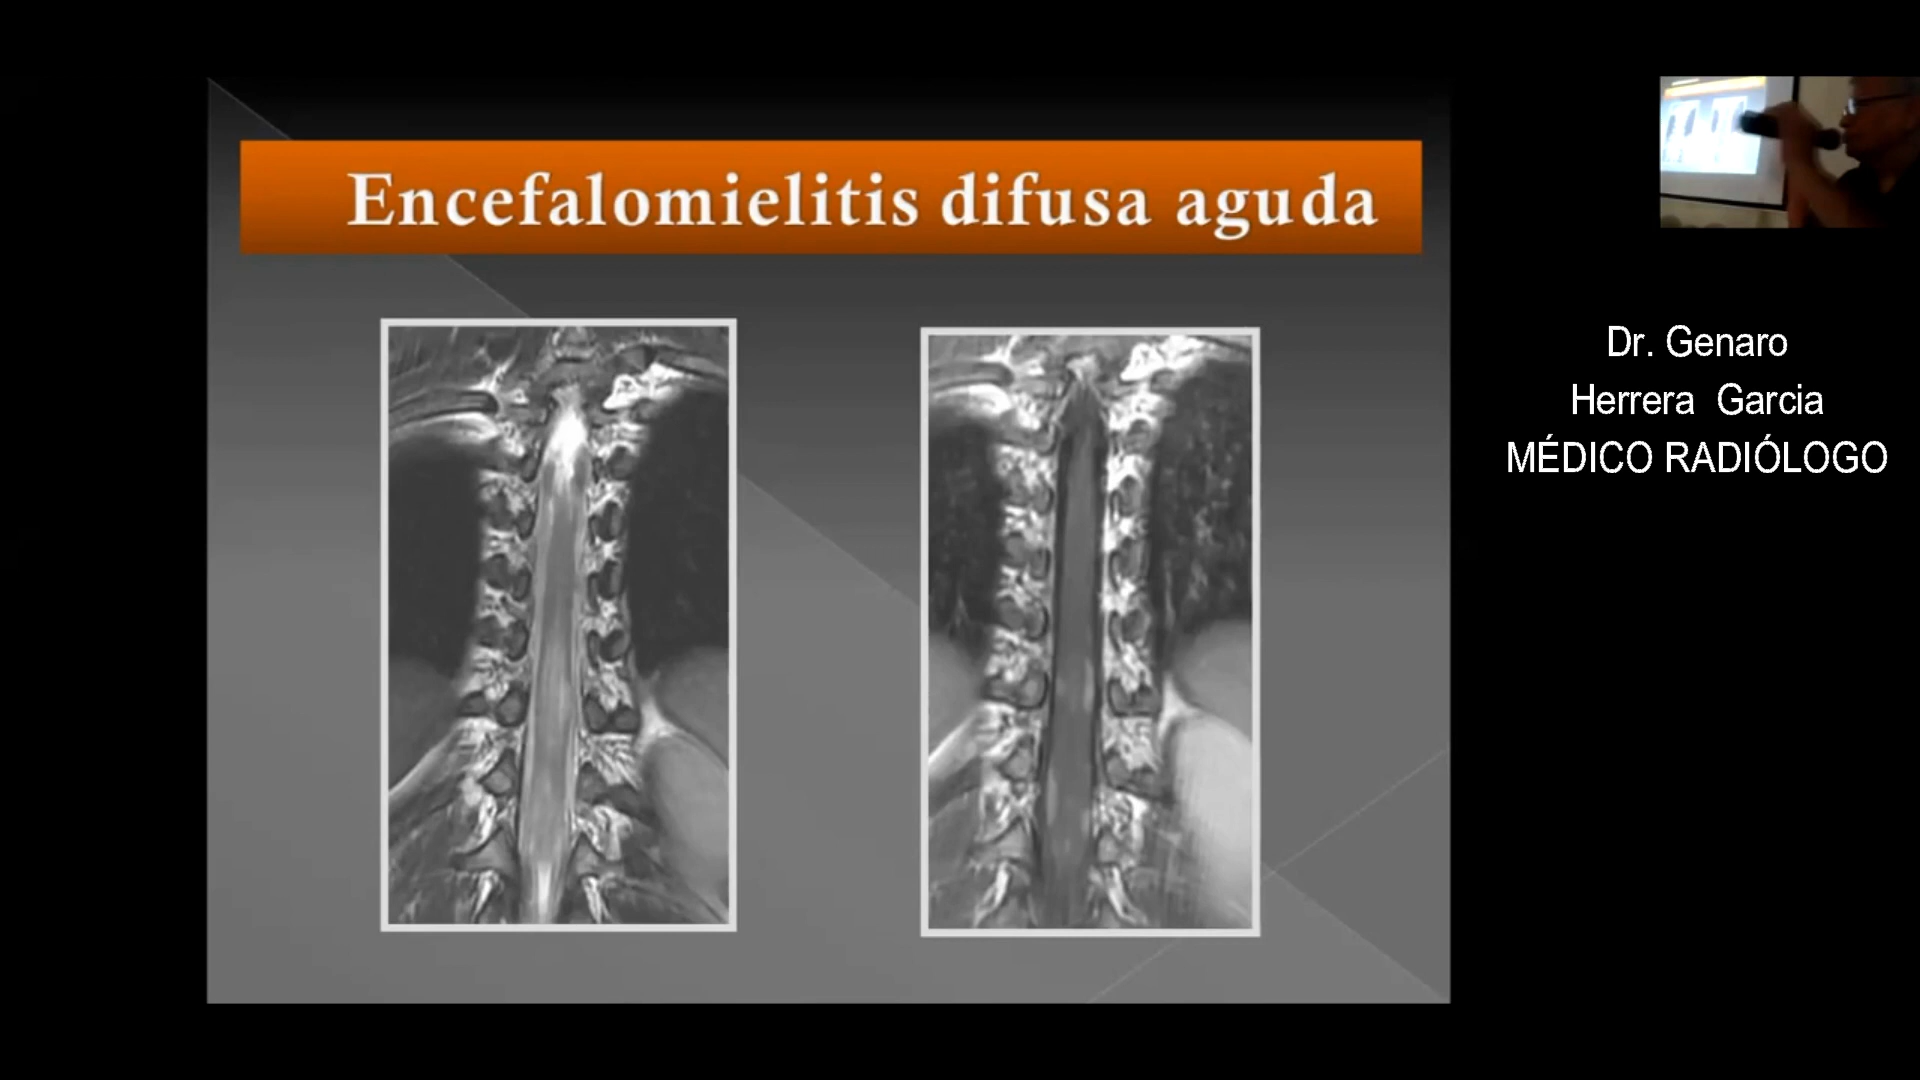 Encefalomielitis difusa aguda
Dr. Genaro
Herrera Garcia
MÉDICO RADIÓLOGO